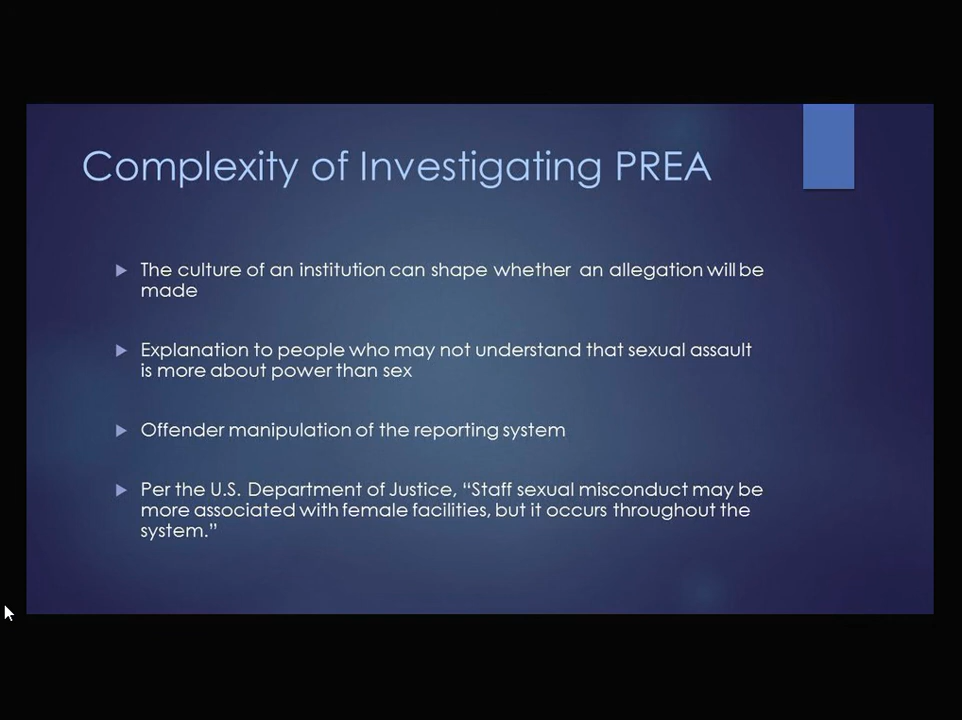 Complexity of Investigating PREA
The culture of an institution can shape whether an allegation will be
made
Explanation to people who may not understand that sexual assault
is more about power than sex
Offender manipulation of the reporting system
Per the U.S. Department of Justice, “Staff sexual misconduct may be
more associated with female facilities, but it occurs throughout the
system.”